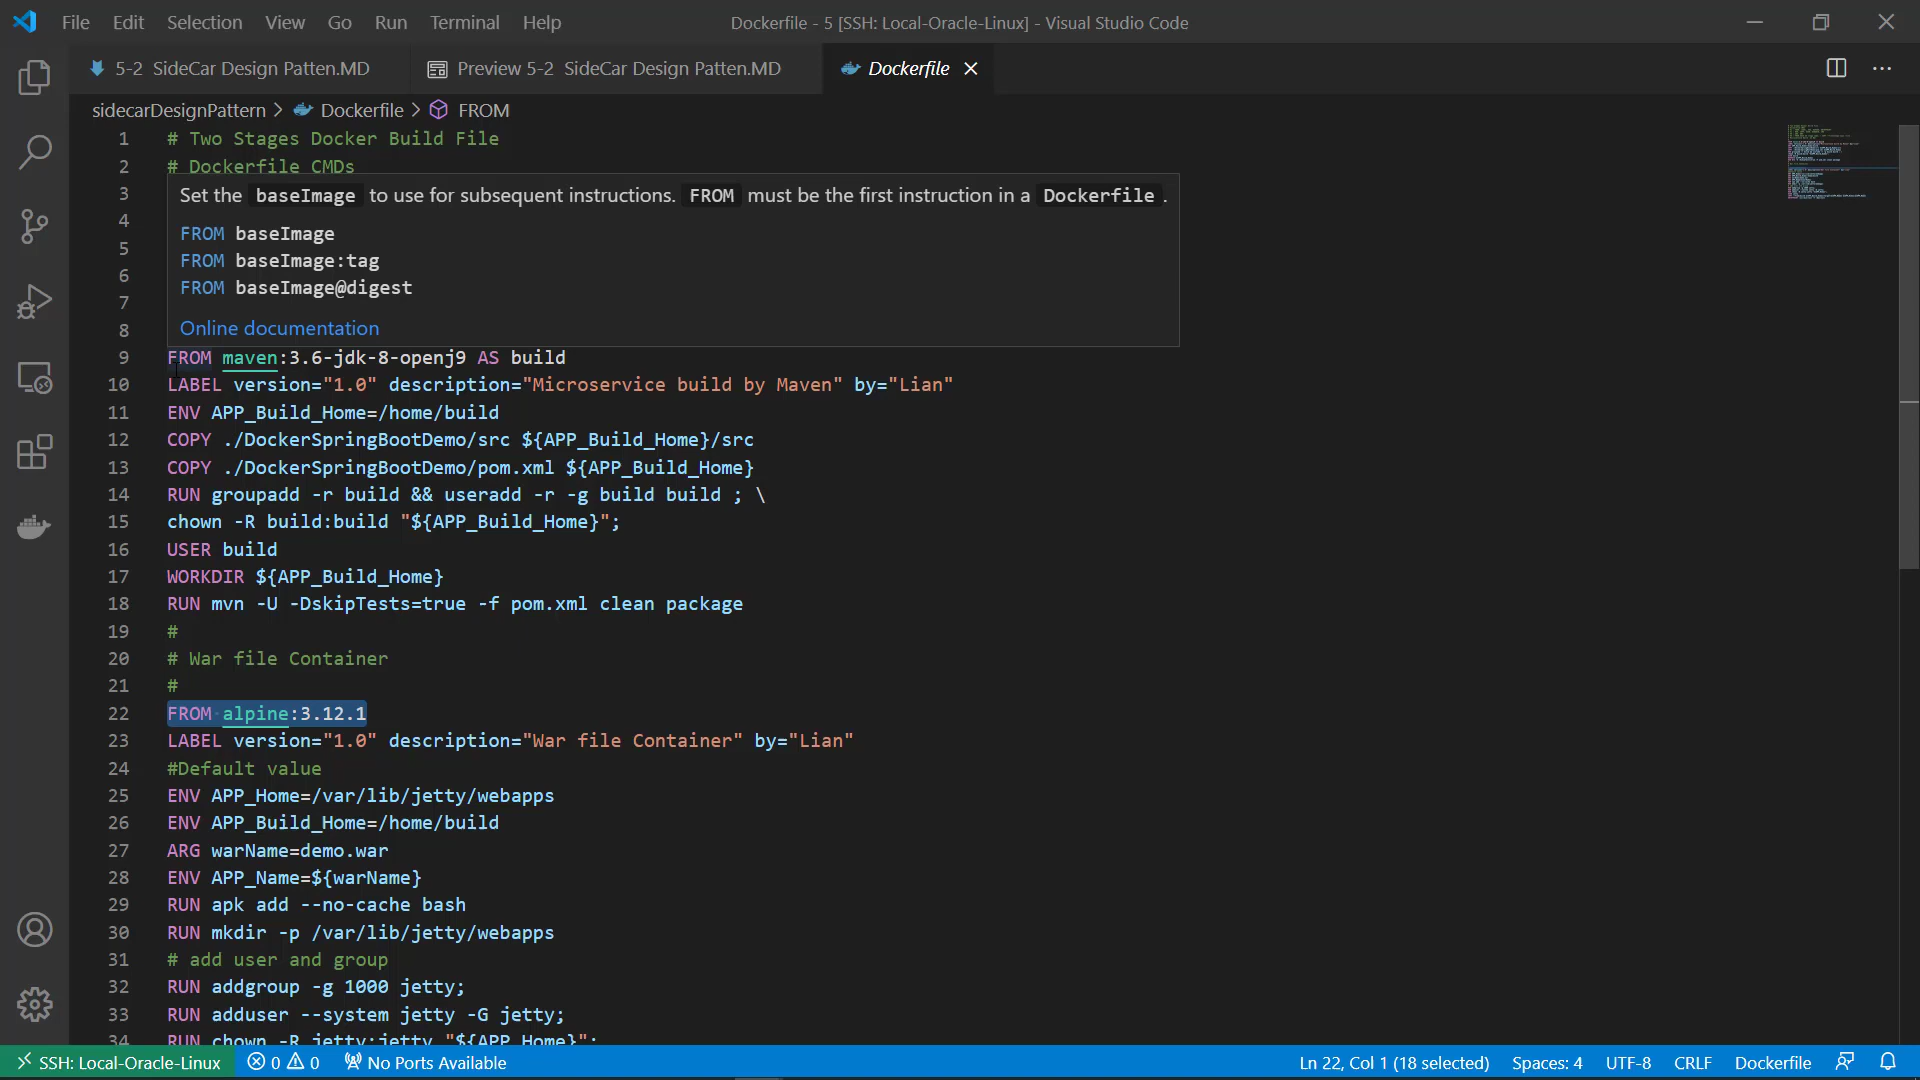 File Edit Selection View Go Run Terminal Help
Dockerfile - 5 [SSH: Local-Oracle-Linux] - Visual Studio Code
5-2 SideCar Design Patten.MD
Preview 5-2 SideCar Design Patten.MD
Dockerfile
sidecarDesignPattern > Dockerfile > FROM
1 # Two Stages Docker Build File
2 # Dockerfile CMDs
3
Set the baseImage to use for subsequent instructions. FROM must be the first instruction in a Dockerfile.
4
FROM baseImage
5
FROM baseImage:tag
6
FROM baseImage@digest
7
8
Online documentation
9 FROM maven:3.6-jdk-8-openj9 AS build
10 LABEL version="1.0" description="Microservice build by Maven" by="Lian"
11 ENV APP_Build_Home=/home/build
12 COPY ./DockerSpringBootDemo/src ${APP_Build_Home}/src
13 COPY ./DockerSpringBootDemo/pom.xml ${APP_Build_Home}
14 RUN groupadd -r build && useradd -r -g build build ; \
15 chown -R build:build "${APP_Build_Home}";
16 USER build
17 WORKDIR ${APP_Build_Home}
18 RUN mvn -U -DskipTests=true -f pom.xml clean package
19 #
20 # War file Container
21 #
22 FROM alpine:3.12.1
23 LABEL version="1.0" description="War file Container" by="Lian"
24 #Default value
25 ENV APP_Home=/var/lib/jetty/webapps
26 ENV APP_Build_Home=/home/build
27 ARG warName=demo.war
28 ENV APP_Name=${warName}
29 RUN apk add --no-cache bash
30 RUN mkdir -p /var/lib/jetty/webapps
31 # add user and group
32 RUN addgroup -g 1000 jetty;
33 RUN adduser --system jetty -G jetty;
34 RUN chown -R jetty:jetty "${APP_Home}";
SSH: Local-Oracle-Linux 0 0 No Ports Available Ln 22, Col 1 (18 selected) Spaces: 4 UTF-8 CRLF Dockerfile